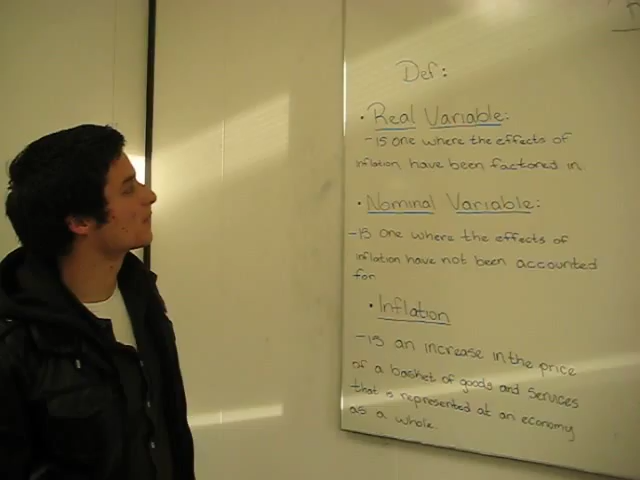 Def:
• Real Variable:
- is one where the effects of
inflation have been factored in.
• Nominal Variable:
- is one where the effects of
inflation have not been accounted
for
• Inflation
- is an increase in the price
of a basket of goods and services
that is represented at an economy
as a whole.